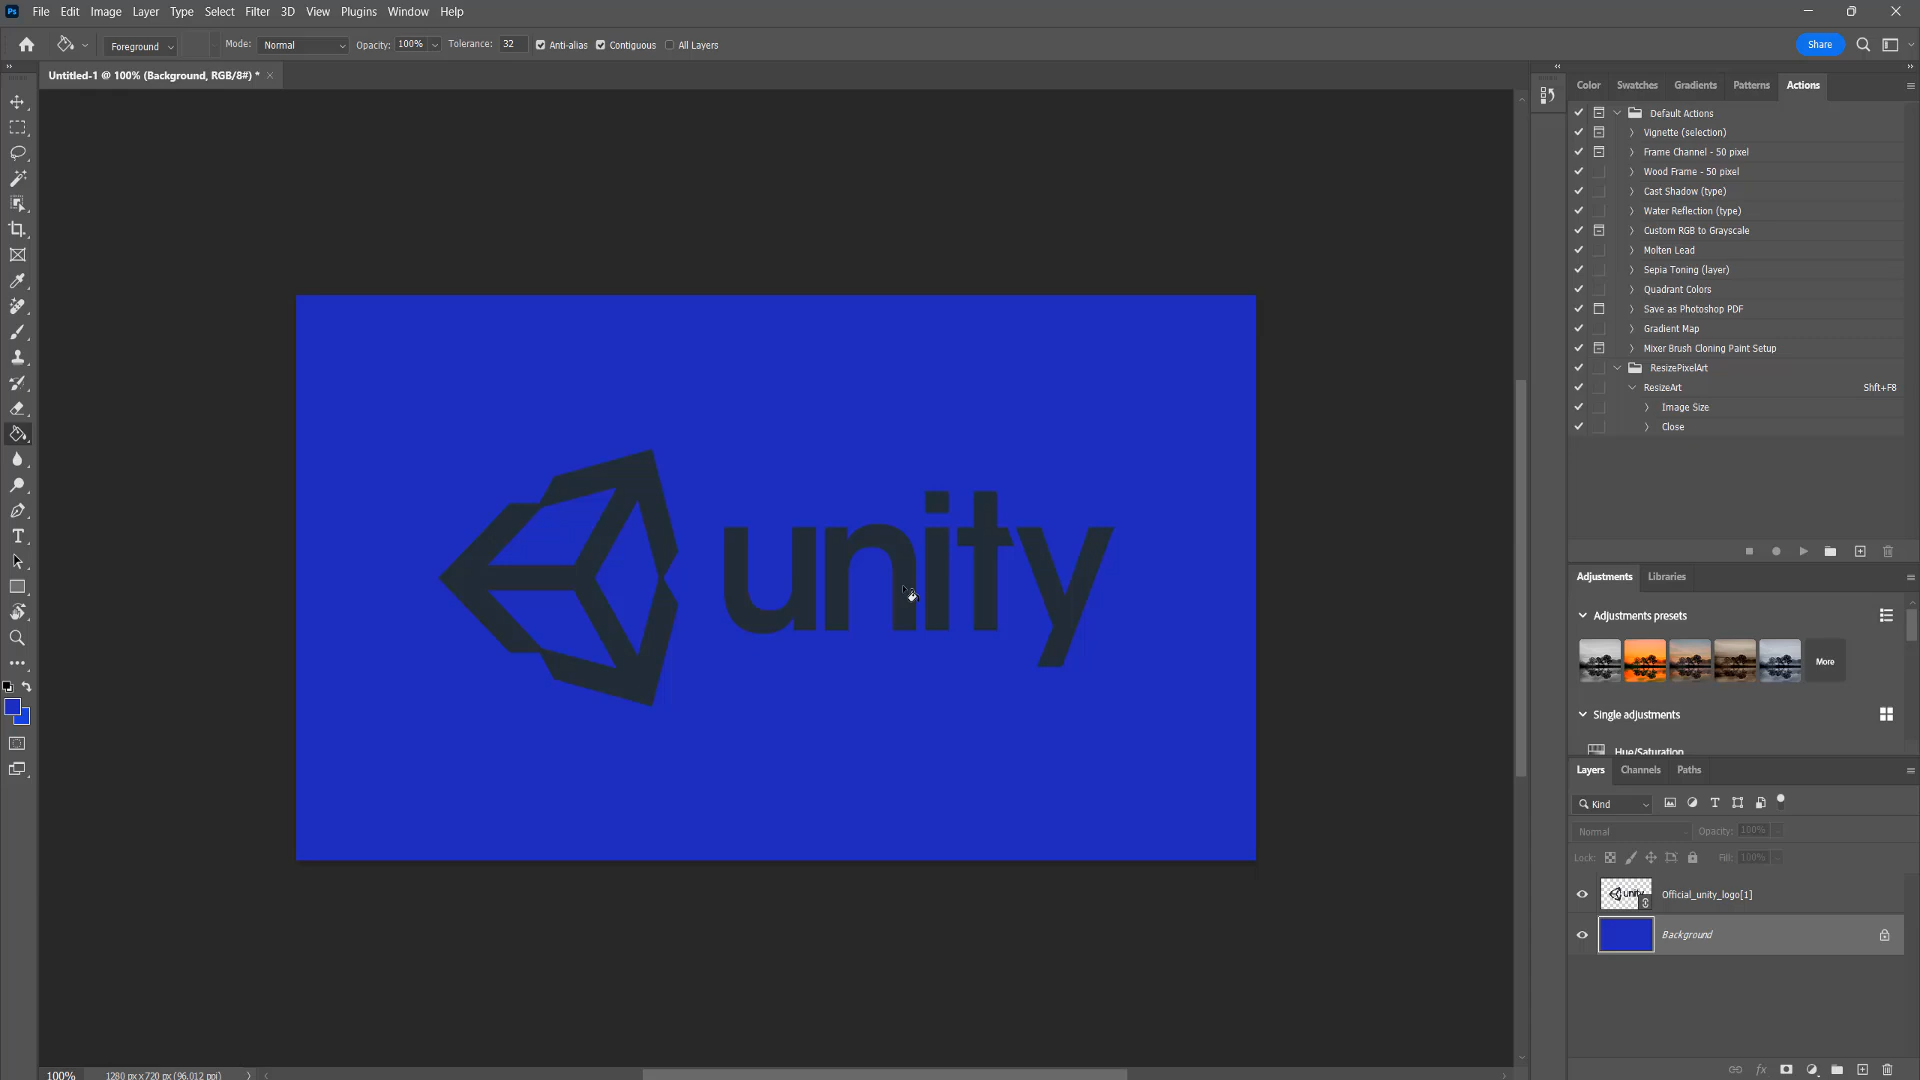 Ps File Edit Image Layer Type Select Filter 3D View Plugins Window Help
Foreground Mode: Normal Opacity: 100% Tolerance: 32 Anti-alias Contiguous All Layers Share
Untitled-1 @ 100% (Background, RGB/8#) *
Color Swatches Gradients Patterns Actions
Default Actions
Vignette (selection)
Frame Channel - 50 pixel
Wood Frame - 50 pixel
Cast Shadow (type)
Water Reflection (type)
Custom RGB to Grayscale
Molten Lead
Sepia Toning (layer)
Quadrant Colors
Save as Photoshop PDF
Gradient Map
Mixer Brush Cloning Paint Setup
ResizePixelArt
ResizeArt Shft+F8
Image Size
Close
unity
Adjustments Libraries
Adjustments presets
More
Single adjustments
Hue/Saturation
Layers Channels Paths
Kind
Normal Opacity: 100%
Lock: Fill: 100%
unity Official_unity_logo[1]
Background
100% 1280 px x 720 px (96.012 ppi)